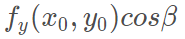 f_y(x_0, y_0)cosβ